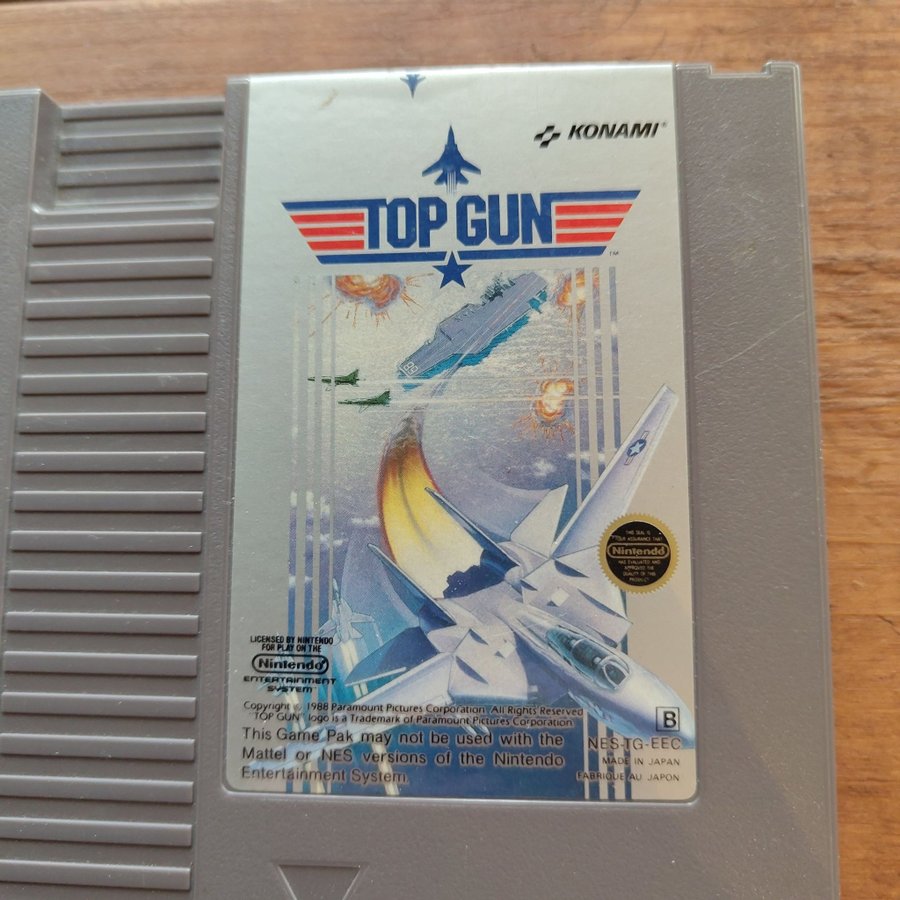 KONAMI®
TOP GUN
TM
THIS SEAL IS
YOUR ASSURANCE THAT
Nintendo
HAS EVALUATED AND
APPROVED THE
QUALITY OF THIS
PRODUCT
LICENSED BY NINTENDO
FOR PLAY ON THE
Nintendo
ENTERTAINMENT
SYSTEM™
Copyright © 1988 Paramount Pictures Corporation. All Rights Reserved
"TOP GUN" logo is a Trademark of Paramount Pictures Corporation.
This Game Pak may not be used with the
Mattel or NES versions of the Nintendo
Entertainment System.
B
NES-TG-EEC
MADE IN JAPAN
FABRIQUE AU JAPON